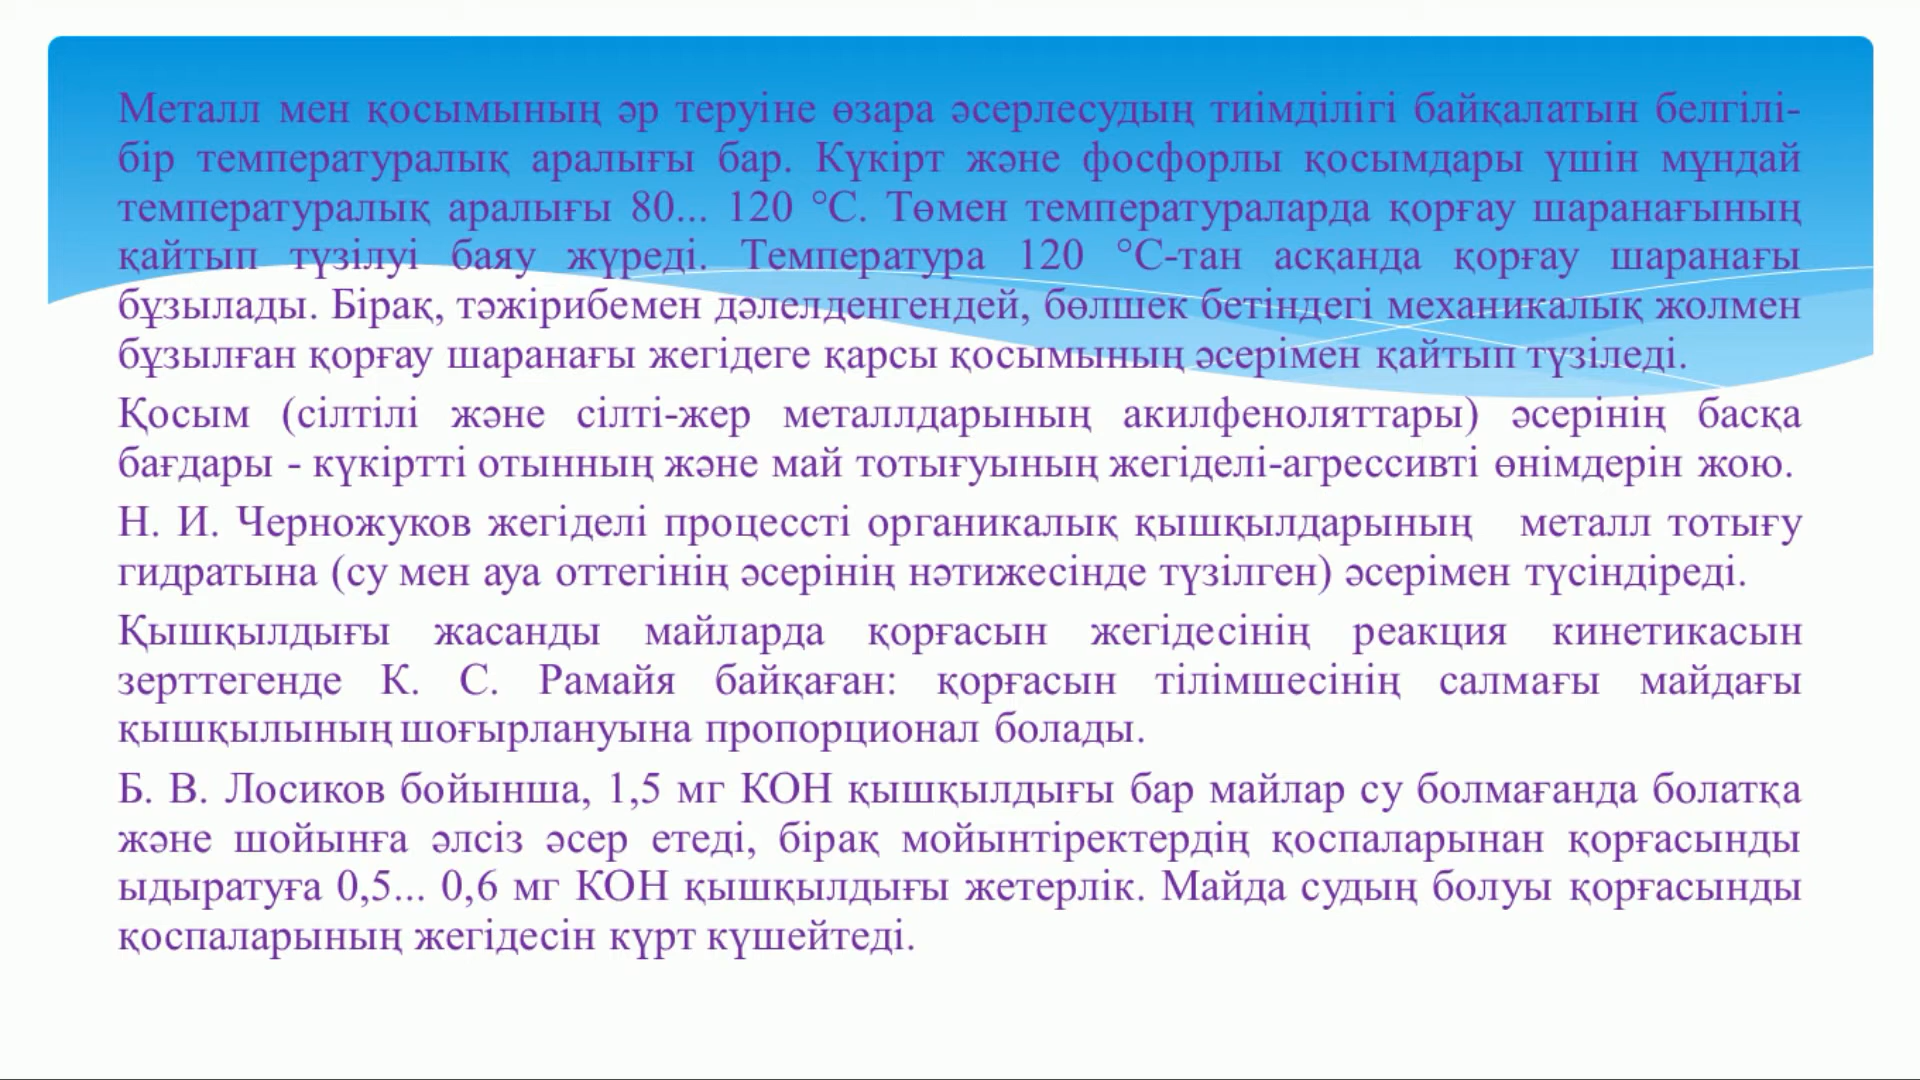 Металл мен қосымының әр теруіне өзара әсерлесудың тиімділігі байқалатын белгілі-
бір температуралық аралығы бар. Күкірт және фосфорлы қосымдары үшін мұндай
температуралық аралығы 80... 120 °С. Төмен температураларда қорғау шаранағының
қайтып түзілуі баяу жүреді. Температура 120 °С-тан асқанда қорғау шаранағы
бұзылады. Бірақ, тәжірибемен дәлелденгендей, бөлшек бетіндегі механикалық жолмен
бұзылған қорғау шаранағы жегідеге қарсы қосымының әсерімен қайтып түзіледі.
Қосым (сілтілі және сілті-жер металлдарының акилфеноляттары) әсерінің басқа
бағдары - күкіртті отынның және май тотығуының жегіделі-агрессивті өнімдерін жою.
Н. И. Черножуков жегіделі процессті органикалық қышқылдарының металл тотығу
гидратына (су мен ауа оттегінің әсерінің нәтижесінде түзілген) әсерімен түсіндіреді.
Қышқылдығы жасанды майларда қорғасын жегідесінің реакция кинетикасын
зерттегенде К. С. Рамайя байқаған: қорғасын тілімшесінің салмағы майдағы
қышқылының шоғырлануына пропорционал болады.
Б. В. Лосиков бойынша, 1,5 мг КОН қышқылдығы бар майлар су болмағанда болатқа
және шойынға әлсіз әсер етеді, бірақ мойынтіректердің қоспаларынан қорғасынды
ыдыратуға 0,5... 0,6 мг КОН қышқылдығы жетерлік. Майда судың болуы қорғасынды
қоспаларының жегідесін күрт күшейтеді.